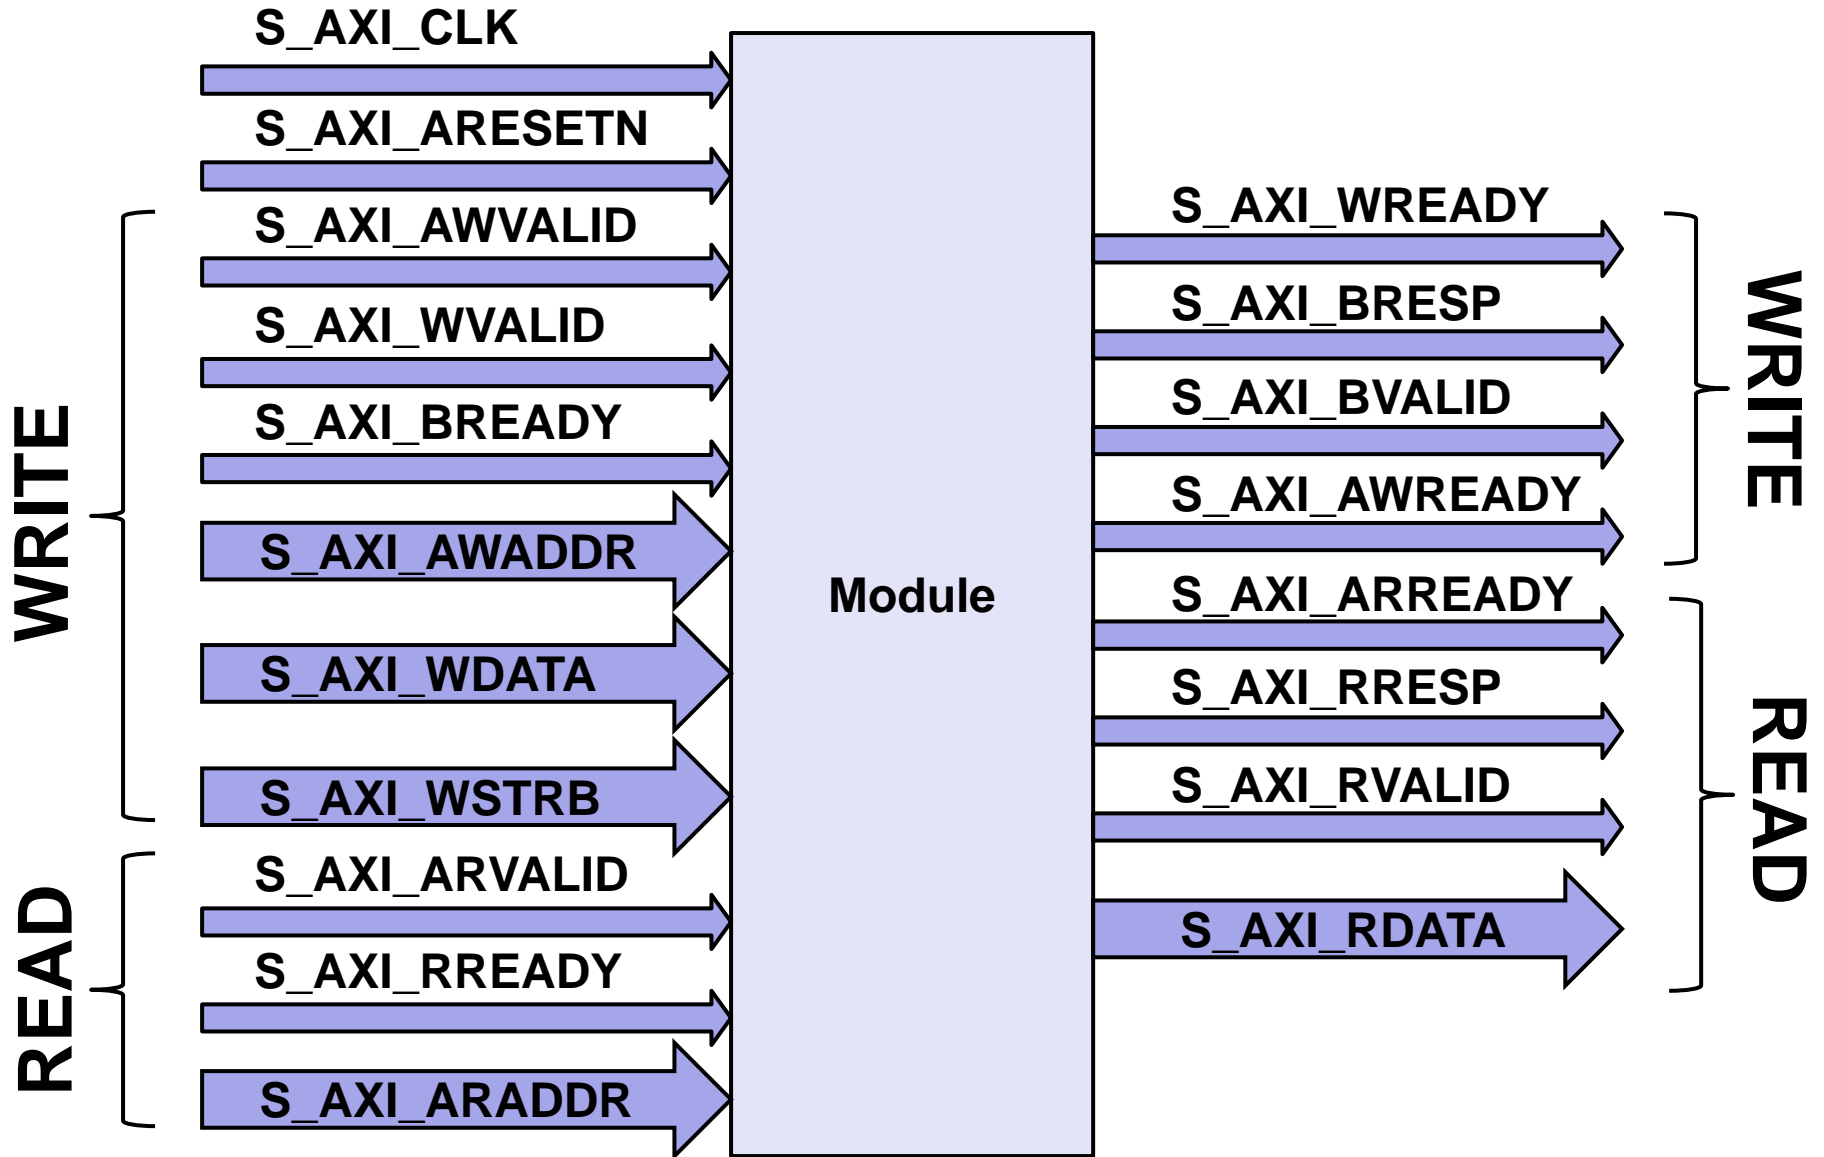 S_AXI_CLK
S_AXI_ARESETN
WRITE
S_AXI_AWVALID
S_AXI_WVALID
S_AXI_BREADY
S_AXI_AWADDR
S_AXI_WDATA
S_AXI_WSTRB
READ
S_AXI_ARVALID
S_AXI_RREADY
S_AXI_ARADDR
Module
S_AXI_WREADY
S_AXI_BRESP
S_AXI_BVALID
S_AXI_AWREADY
WRITE
S_AXI_ARREADY
S_AXI_RRESP
S_AXI_RVALID
S_AXI_RDATA
READ